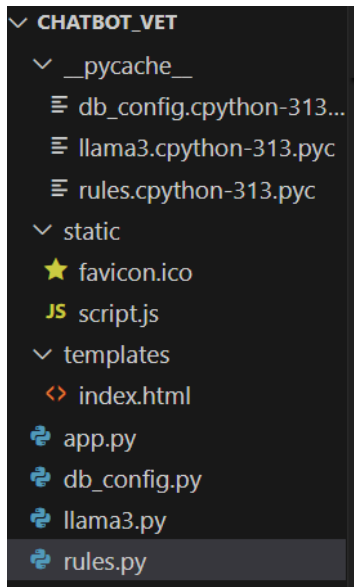 CHATBOT_VET
__pycache__
db_config.cpython-313...
llama3.cpython-313.pyc
rules.cpython-313.pyc
static
favicon.ico
JS script.js
templates
<> index.html
app.py
db_config.py
llama3.py
rules.py